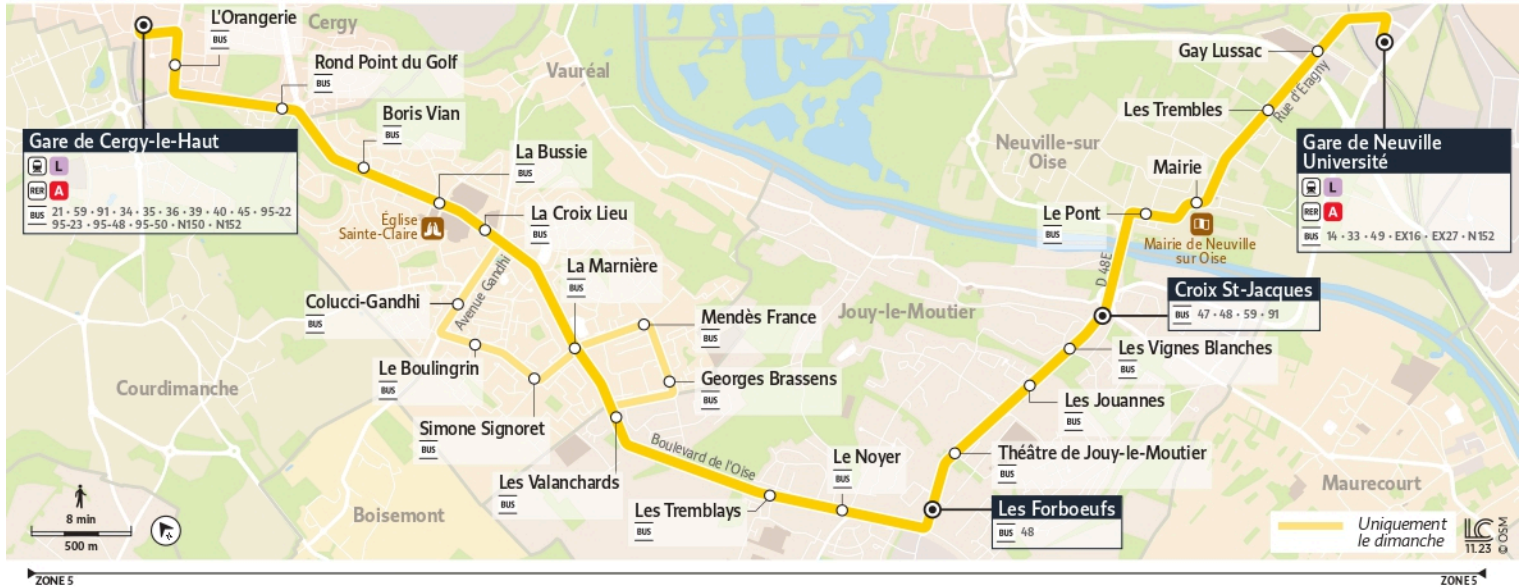 L'Orangerie
BUS
Cergy
Rond Point du Golf
BUS
Vauréal
Boris Vian
BUS
Gare de Cergy-le-Haut
L
RER A
BUS 21 • 59 • 91 • 34 • 35 • 36 • 39 • 40 • 45 • 95-22
95-23 • 95-48 • 95-50 • N150 • N152
La Bussie
BUS
Église
Sainte-Claire
La Croix Lieu
BUS
La Marnière
BUS
Avenue Gandhi
Colucci-Gandhi
BUS
Le Boulingrin
BUS
Simone Signoret
BUS
Mendès France
BUS
Georges Brassens
BUS
Courdimanche
Les Valanchards
BUS
Boulevard de l'Oise
Boisemont
Les Tremblays
BUS
Le Noyer
BUS
Les Forboeufs
BUS 48
Théâtre de Jouy-le-Moutier
BUS
Les Jouannes
BUS
Les Vignes Blanches
BUS
Jouy-le-Moutier
Croix St-Jacques
BUS 47 • 48 • 59 • 91
D 48E
Le Pont
BUS
Mairie
Mairie de Neuville
sur Oise
Neuville-sur
Oise
Les Trembles
Gay Lussac
Rue d'Éragny
Gare de Neuville
Université
L
RER A
BUS 14 • 33 • 49 • EX16 • EX27 • N152
Maurecourt
8 min
500 m
Uniquement
le dimanche
LC
11.23
© OSM
ZONE 5
ZONE 5